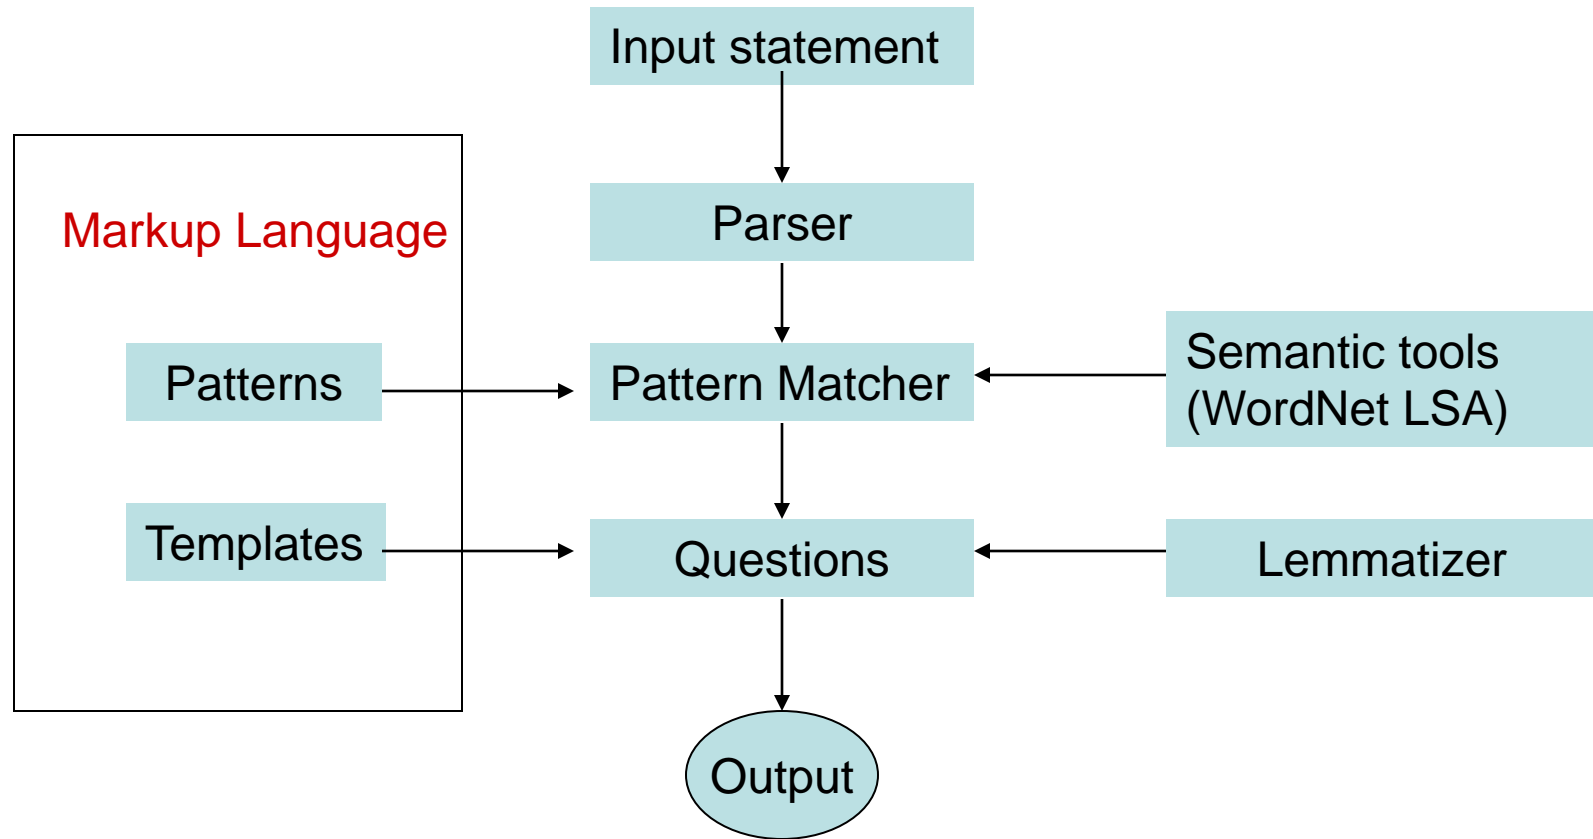 Input statement
Markup Language
Parser
Patterns
Pattern Matcher
Semantic tools
(WordNet LSA)
Templates
Questions
Lemmatizer
Output